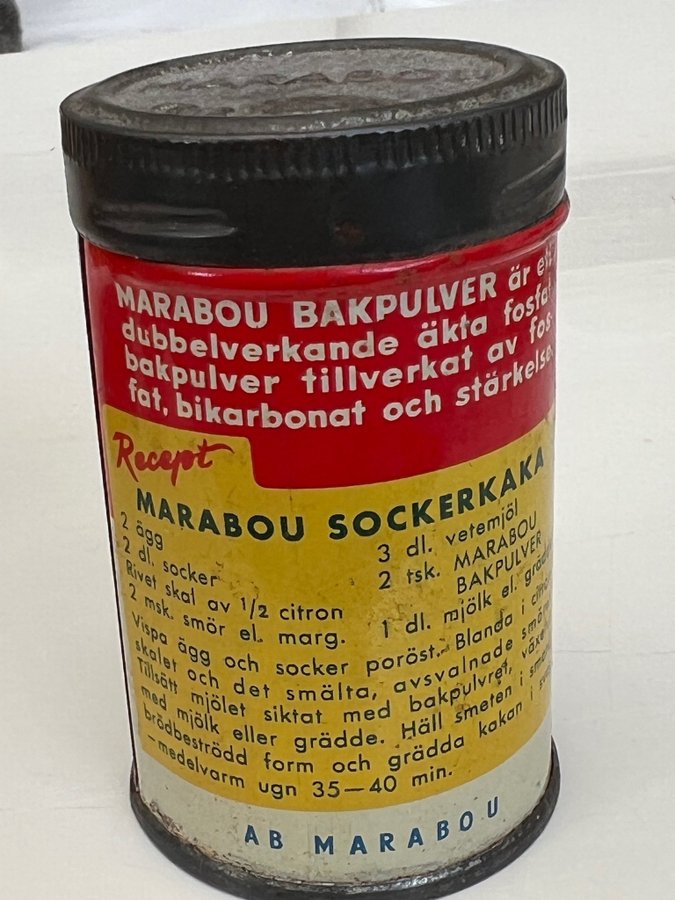 MARABOU BAKPULVER är
dubbelverkande äkta
bakpulver tillverkat av fos-
fat, bikarbonat och stärkelse.
Recept
MARABOU SOCKERKAKA
2 ägg
2 dl. socker
Rivet skal av 1/2 citron
2 msk. smör el. marg.
3 dl. vetemjöl
2 tsk. MARABOU
BAKPULVER
1 dl. mjölk el.
Vispa ägg och socker poröst. Blanda i
skalet och det smälta, avsvalnade
Tillsätt mjölet siktat med bakpulvret,
med mjölk eller grädde. Häll smeten i
brödbeströdd form och grädda kakan i
—medelvarm ugn 35—40 min.
AB MARABOU